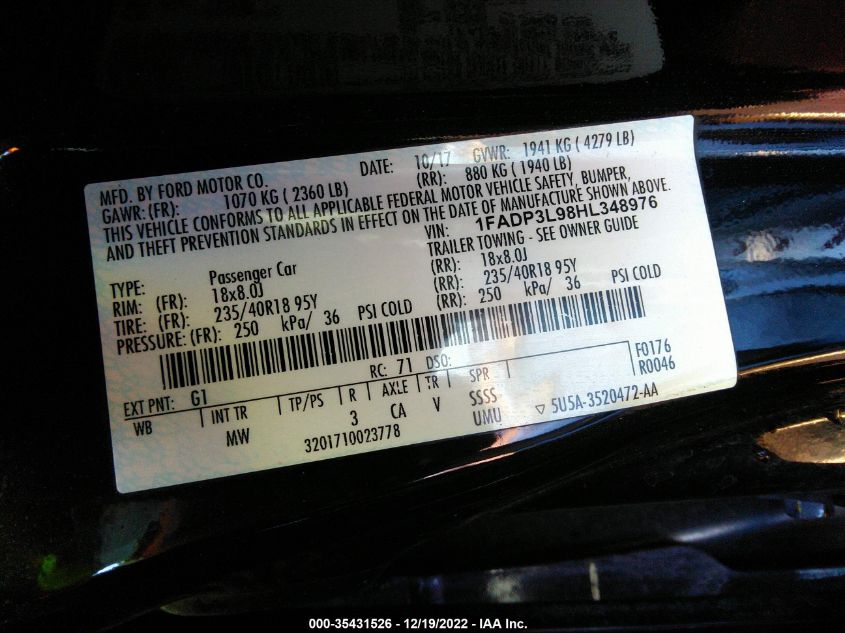 MFD. BY FORD MOTOR CO. DATE: 10/17 GVWR: 1941 KG ( 4279 LB)
GAWR: (FR): 1070 KG ( 2360 LB) (RR): 880 KG ( 1940 LB)
THIS VEHICLE CONFORMS TO ALL APPLICABLE FEDERAL MOTOR VEHICLE SAFETY, BUMPER,
AND THEFT PREVENTION STANDARDS IN EFFECT ON THE DATE OF MANUFACTURE SHOWN ABOVE.
VIN: 1FADP3L98HL348976
TYPE: Passenger Car TRAILER TOWING - SEE OWNER GUIDE
RIM: (FR): 18x8.0J (RR): 18x8.0J
TIRE: (FR): 235/40R18 95Y (RR): 235/40R18 95Y
PRESSURE: (FR): 250 kPa/ 36 PSI COLD (RR): 250 kPa/ 36 PSI COLD
EXT PNT: G1 RC: 71 DSO: F0176
WB INT TR TP/PS R AXLE TR SPR R0046
MW 3 CA V SSSS
3201710023778 UMU ▽ 5U5A-3520472-AA
000-35431526 - 12/19/2022 - IAA Inc.